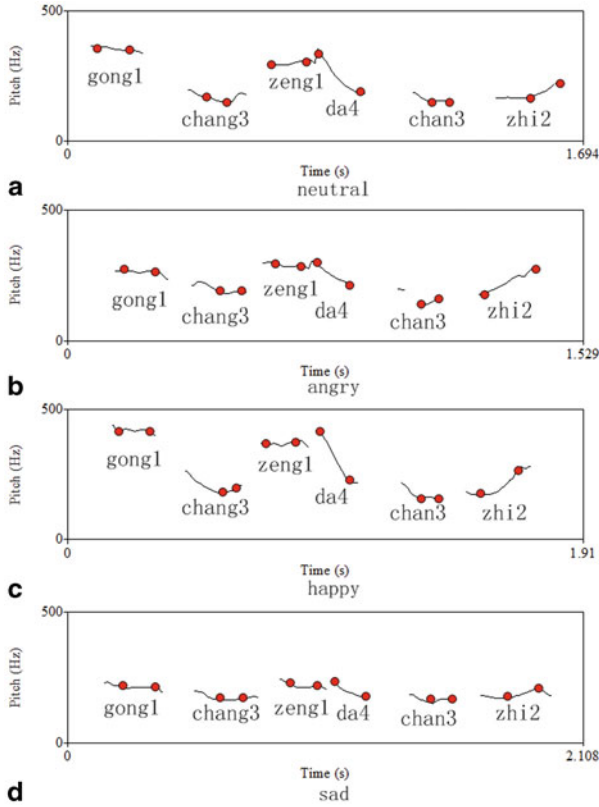 500
Pitch (Hz)
gong1
zeng1
chang3
da4
chan3
zhi2
0
0
1.694
Time (s)
a
neutral
500
Pitch (Hz)
gong1
zeng1
chang3
da4
chan3
zhi2
0
0
1.529
Time (s)
b
angry
500
Pitch (Hz)
gong1
zeng1
chang3
da4
chan3
zhi2
0
0
1.91
Time (s)
c
happy
500
Pitch (Hz)
gong1
chang3
zeng1
da4
chan3
zhi2
0
0
2.108
Time (s)
d
sad